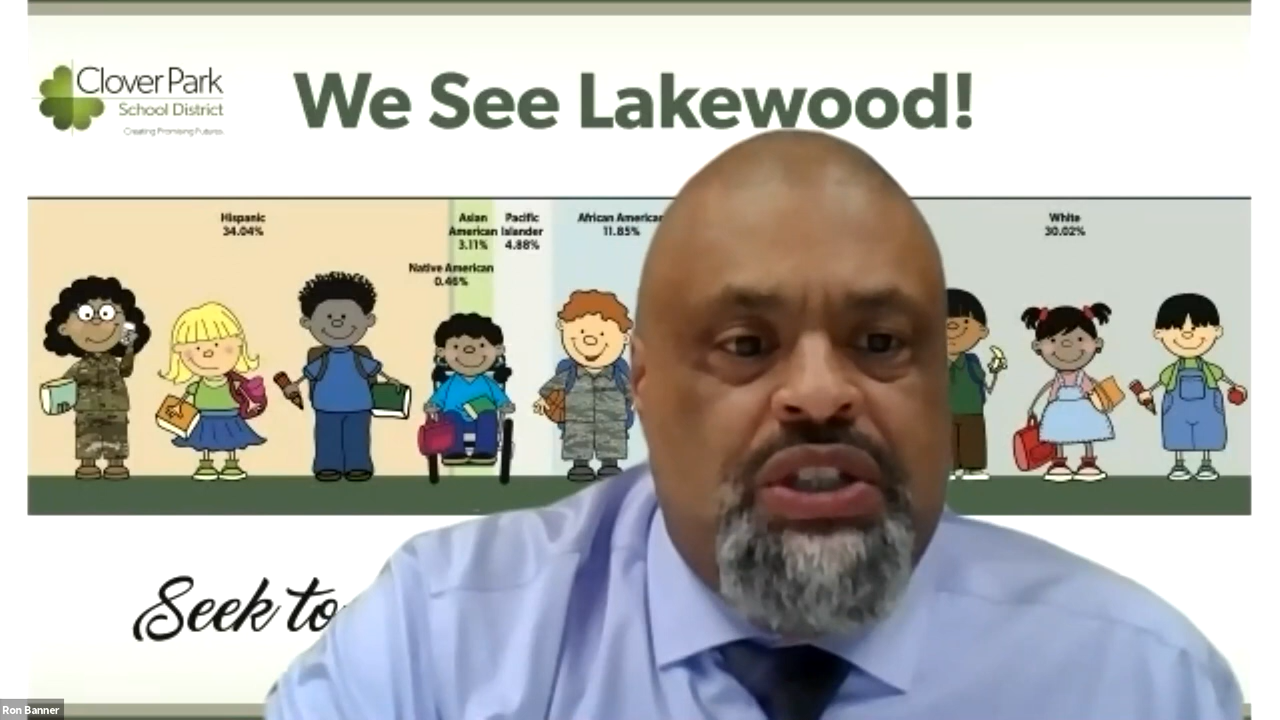 Clover Park
School District
Creating Promising Futures
We See Lakewood!
Hispanic
34.04%
Asian
American
3.11%
Pacific
Islander
4.88%
African American
11.85%
White
30.02%
Native American
0.46%
Seek to
Ron Banner